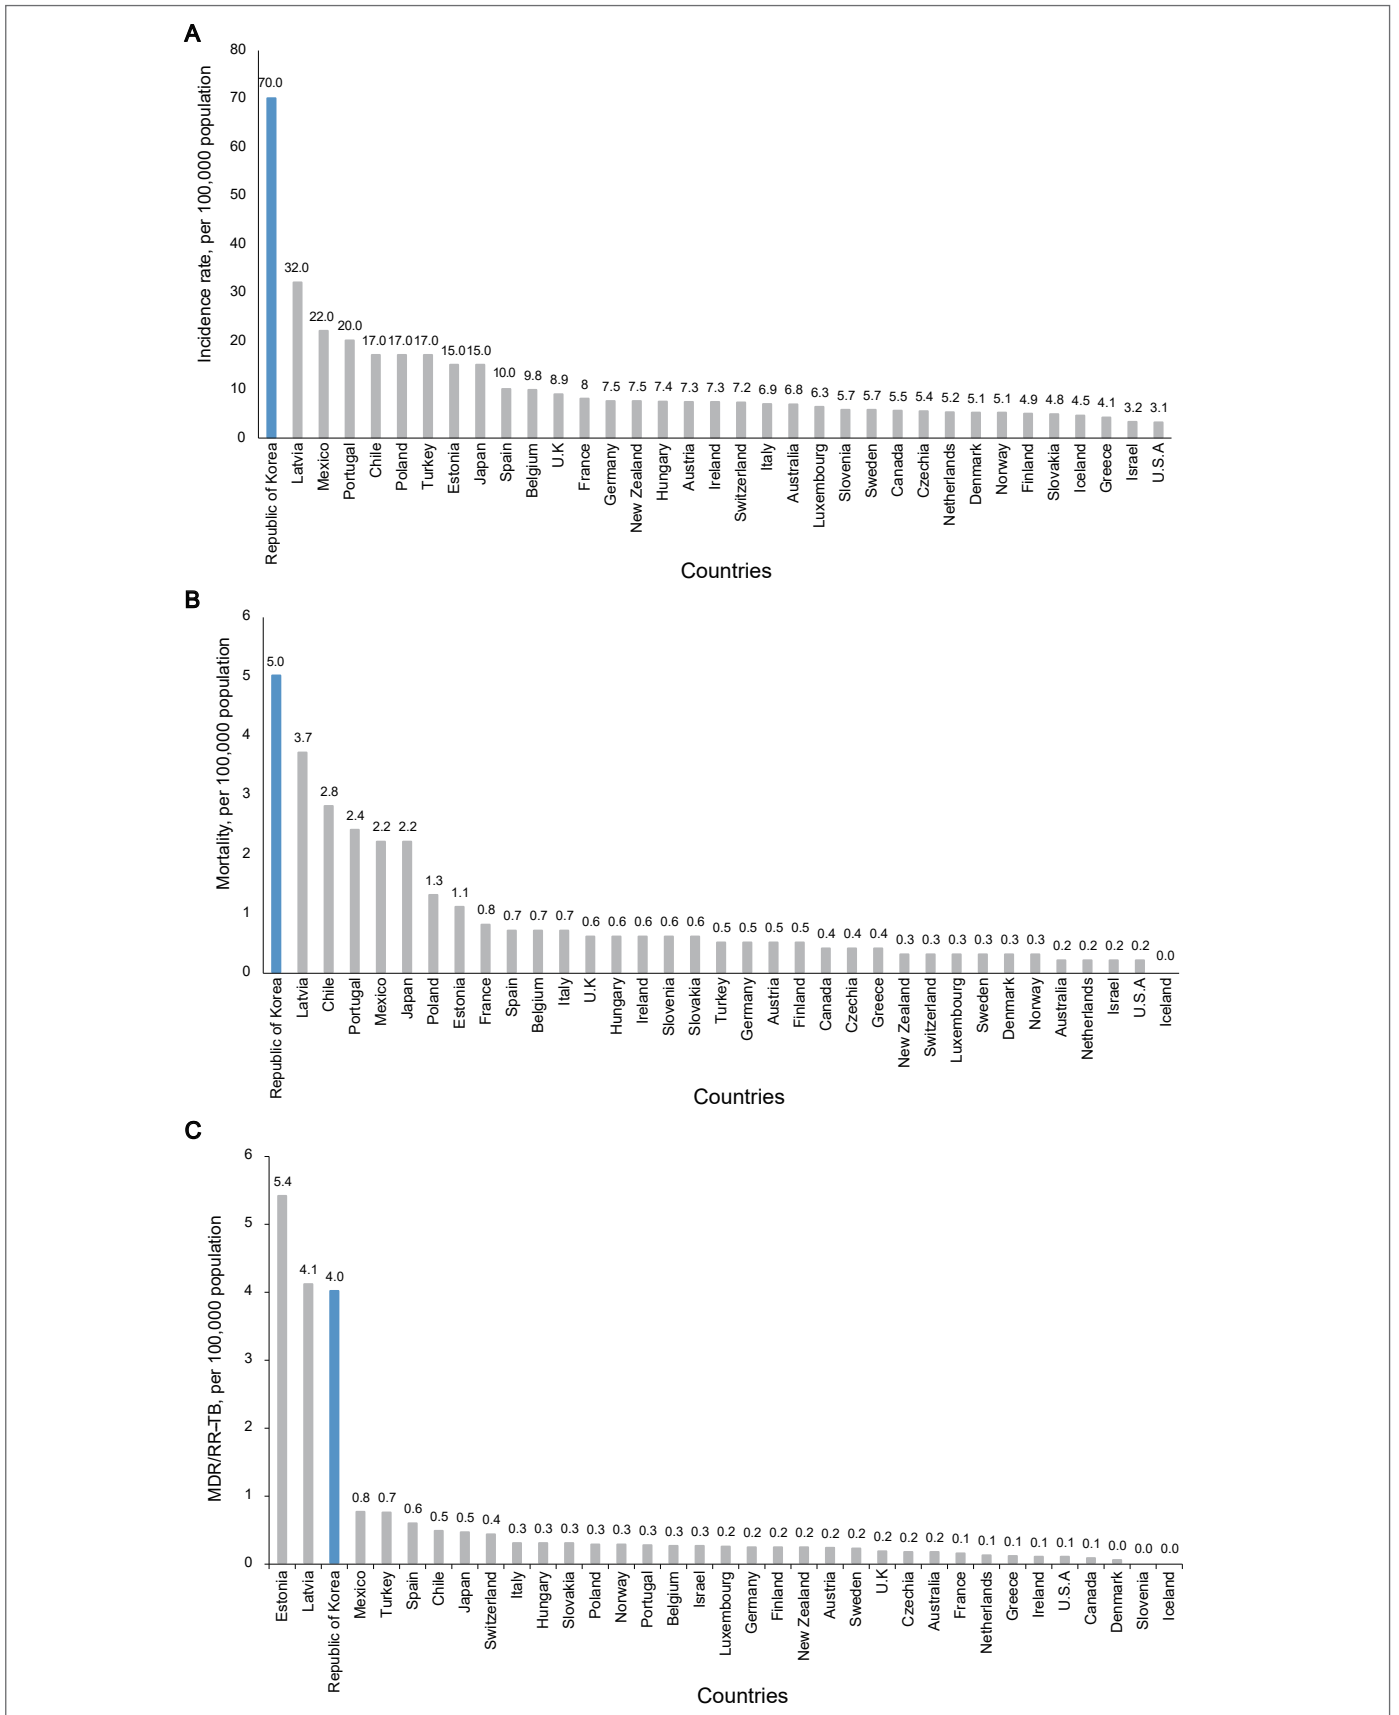 A
Incidence rate, per 100,000 population
80
70
60
50
40
30
20
10
0
70.0
32.0
22.0
20.0
17.0
17.0
17.0
15.0
15.0
10.0
9.8
8.9
8
7.5
7.5
7.4
7.3
7.3
7.2
6.9
6.8
6.3
5.7
5.7
5.5
5.4
5.2
5.1
5.1
4.9
4.8
4.5
4.1
3.2
3.1
Republic of Korea
Latvia
Mexico
Portugal
Chile
Poland
Turkey
Estonia
Japan
Spain
Belgium
U.K
France
Germany
New Zealand
Hungary
Austria
Ireland
Switzerland
Italy
Australia
Luxembourg
Slovenia
Sweden
Canada
Czechia
Netherlands
Denmark
Norway
Finland
Slovakia
Iceland
Greece
Israel
U.S.A
Countries
B
Mortality, per 100,000 population
6
5
4
3
2
1
0
5.0
3.7
2.8
2.4
2.2
2.2
1.3
1.1
0.8
0.7
0.7
0.7
0.6
0.6
0.6
0.6
0.6
0.5
0.5
0.5
0.5
0.4
0.4
0.4
0.3
0.3
0.3
0.3
0.3
0.3
0.2
0.2
0.2
0.2
0.0
Republic of Korea
Latvia
Chile
Portugal
Mexico
Japan
Poland
Estonia
France
Spain
Belgium
Italy
U.K
Hungary
Ireland
Slovenia
Slovakia
Turkey
Germany
Austria
Finland
Canada
Czechia
Greece
New Zealand
Switzerland
Luxembourg
Sweden
Denmark
Norway
Australia
Netherlands
Israel
U.S.A
Iceland
Countries
C
MDR/RR–TB, per 100,000 population
6
5
4
3
2
1
0
5.4
4.1
4.0
0.8
0.7
0.6
0.5
0.5
0.4
0.3
0.3
0.3
0.3
0.3
0.3
0.3
0.3
0.2
0.2
0.2
0.2
0.2
0.2
0.2
0.2
0.2
0.1
0.1
0.1
0.1
0.1
0.1
0.0
0.0
0.0
Estonia
Latvia
Republic of Korea
Mexico
Turkey
Spain
Chile
Japan
Switzerland
Italy
Hungary
Slovakia
Poland
Norway
Portugal
Belgium
Israel
Luxembourg
Germany
Finland
New Zealand
Austria
Sweden
U.K
Czechia
Australia
France
Netherlands
Greece
Ireland
U.S.A
Canada
Denmark
Slovenia
Iceland
Countries